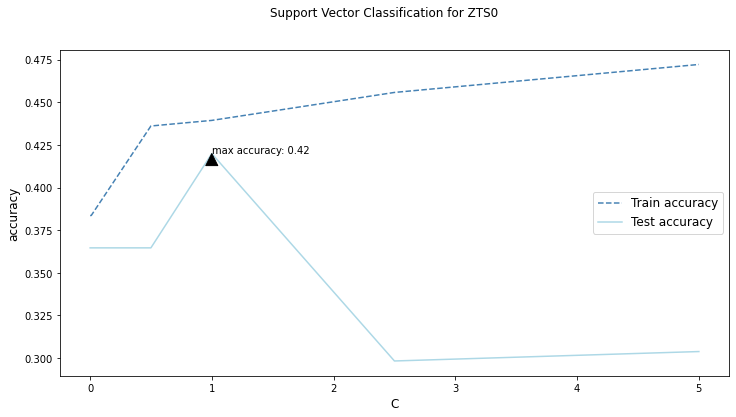 Support Vector Classification for ZTS0
0.475
0.450
0.425
0.400
0.375
0.350
0.325
0.300
accuracy
max accuracy: 0.42
Train accuracy
Test accuracy
0 1 2 3 4 5
C